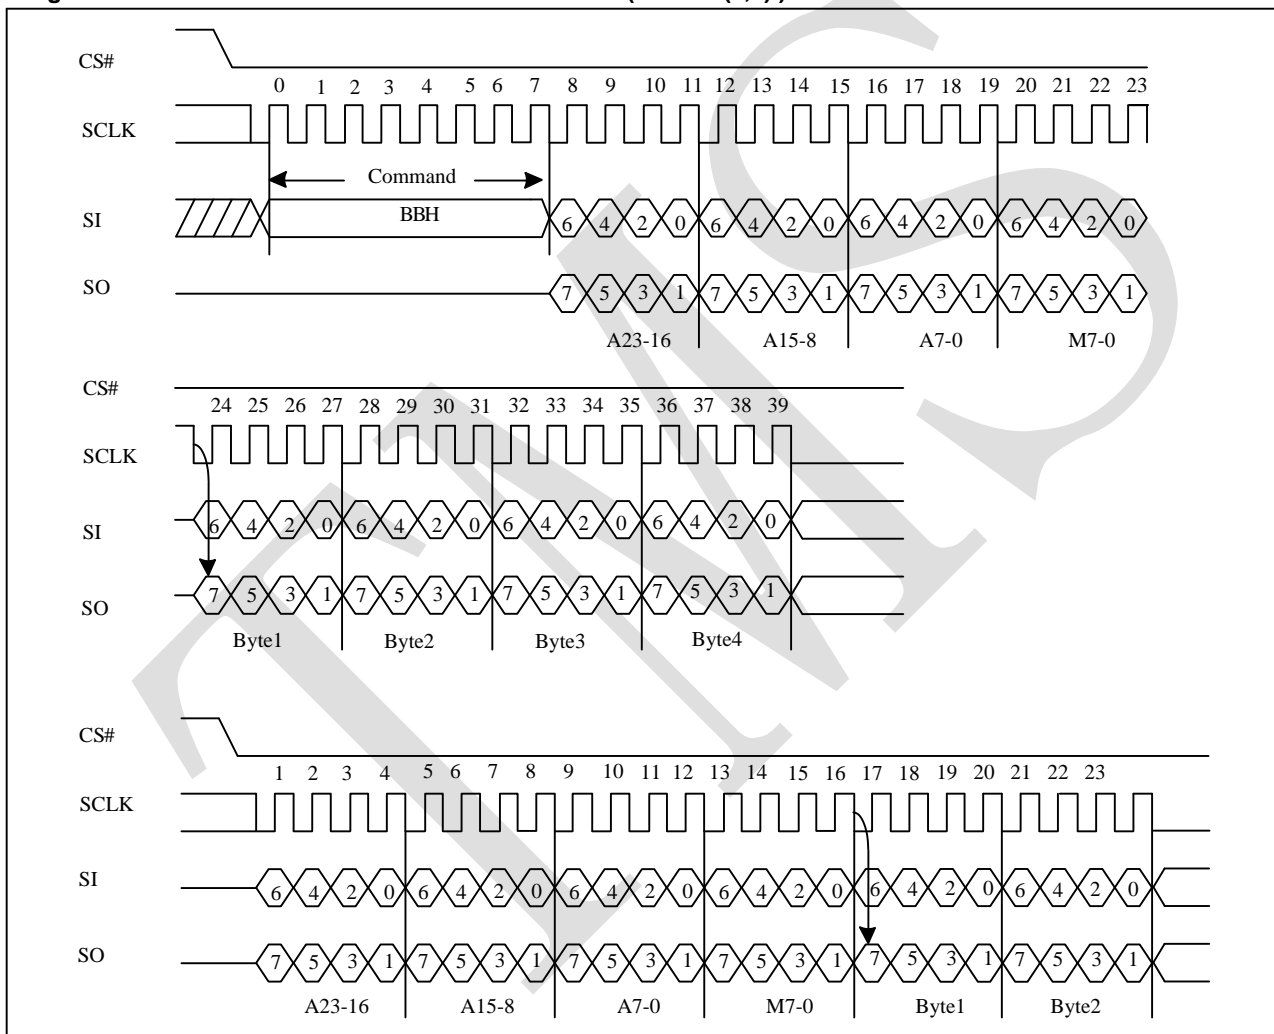 CS#
0 1 2 3 4 5 6 7 8 9 10 11 12 13 14 15 16 17 18 19 20 21 22 23
SCLK
Command
SI BBH 6 4 2 0 6 4 2 0 6 4 2 0 6 4 2 0
SO 7 5 3 1 7 5 3 1 7 5 3 1 7 5 3 1
A23-16 A15-8 A7-0 M7-0
CS#
24 25 26 27 28 29 30 31 32 33 34 35 36 37 38 39
SCLK
SI 6 4 2 0 6 4 2 0 6 4 2 0 6 4 2 0
SO 7 5 3 1 7 5 3 1 7 5 3 1 7 5 3 1
Byte1 Byte2 Byte3 Byte4
CS#
1 2 3 4 5 6 7 8 9 10 11 12 13 14 15 16 17 18 19 20 21 22 23
SCLK
SI 6 4 2 0 6 4 2 0 6 4 2 0 6 4 2 0 6 4 2 0 6 4 2 0
SO 7 5 3 1 7 5 3 1 7 5 3 1 7 5 3 1 7 5 3 1 7 5 3 1
A23-16 A15-8 A7-0 M7-0 Byte1 Byte2
TMS